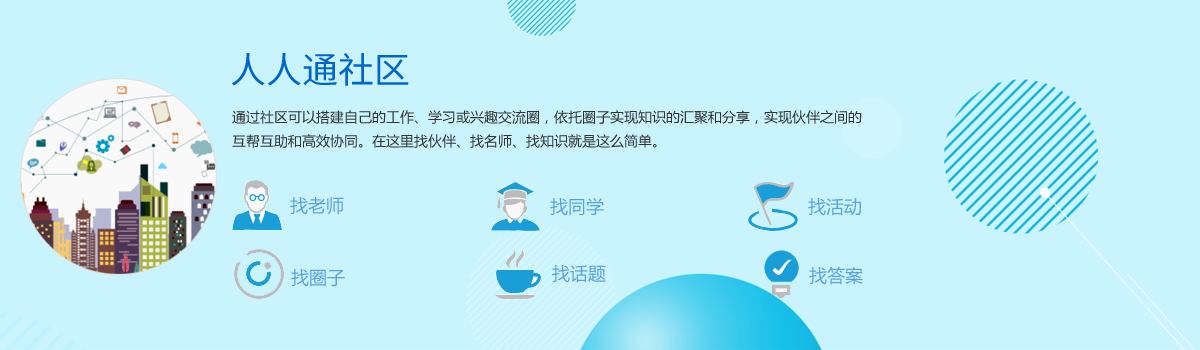 人人通社区
通过社区可以搭建自己的工作、学习或兴趣交流圈，依托圈子实现知识的汇聚和分享，实现伙伴之间的
互帮互助和高效协同。在这里找伙伴、找名师、找知识就是这么简单。
找老师
找同学
找活动
找圈子
找话题
找答案